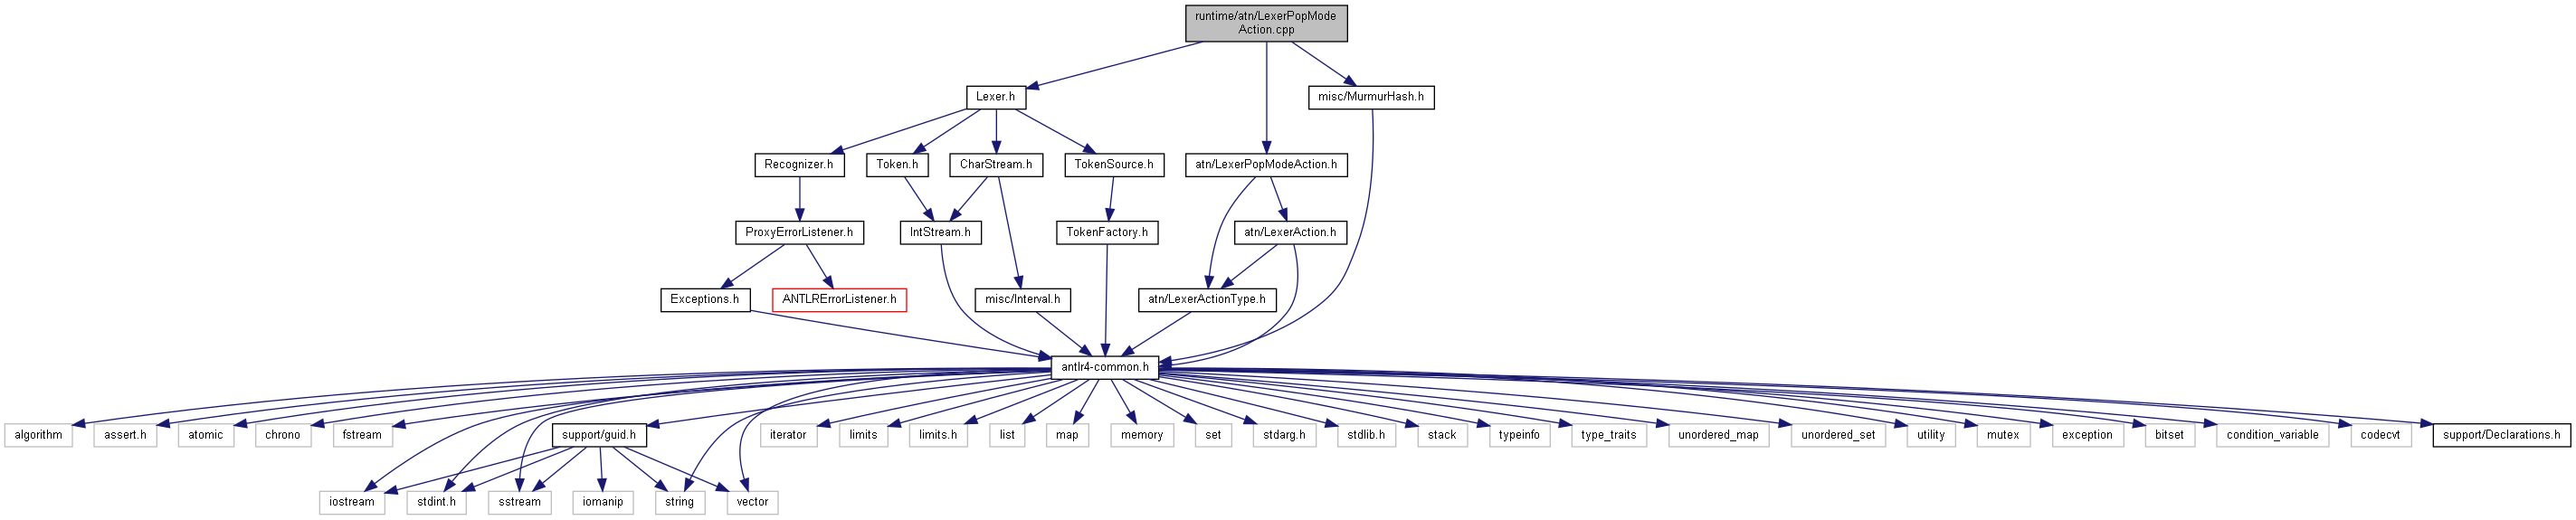 runtime/atn/LexerPopMode
Action.cpp
Lexer.h
misc/MurmurHash.h
Recognizer.h
Token.h
CharStream.h
TokenSource.h
atn/LexerPopModeAction.h
ProxyErrorListener.h
IntStream.h
TokenFactory.h
atn/LexerAction.h
Exceptions.h
ANTLRErrorListener.h
misc/Interval.h
atn/LexerActionType.h
antlr4-common.h
algorithm
assert.h
atomic
chrono
fstream
support/guid.h
iterator
limits
limits.h
list
map
memory
set
stdarg.h
stdlib.h
stack
typeinfo
type_traits
unordered_map
unordered_set
utility
mutex
exception
bitset
condition_variable
codecvt
support/Declarations.h
iostream
stdint.h
sstream
iomanip
string
vector